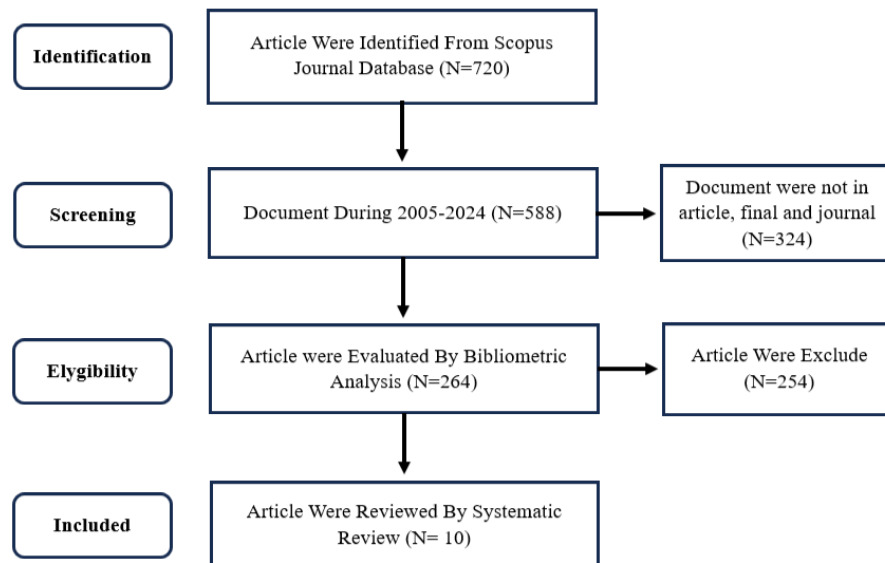 Identification
Article Were Identified From Scopus
Journal Database (N=720)
Screening
Document During 2005-2024 (N=588)
Document were not in
article, final and journal
(N=324)
Elygibility
Article were Evaluated By Bibliometric
Analysis (N=264)
Article Were Exclude
(N=254)
Included
Article Were Reviewed By Systematic
Review (N= 10)